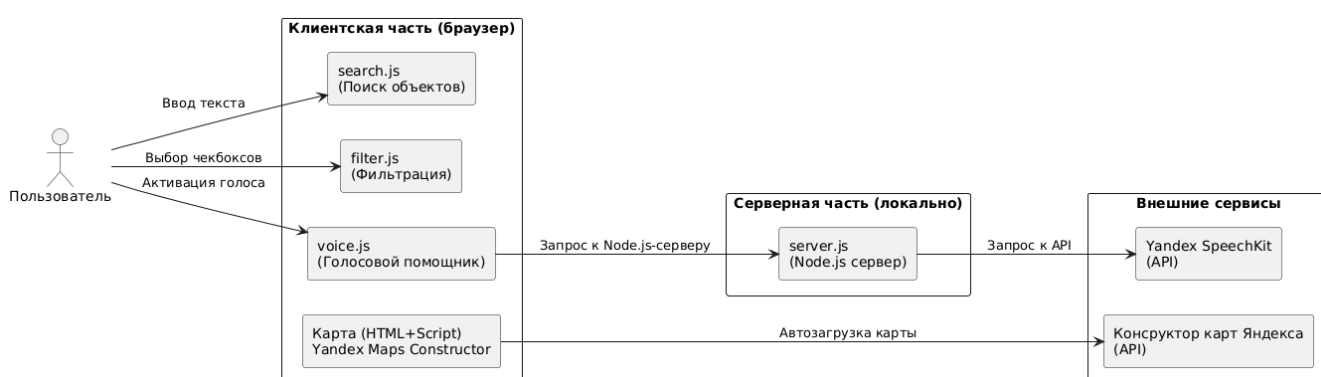 Клиентская часть (браузер)
search.js
(Поиск объектов)
Ввод текста
filter.js
(Фильтрация)
Выбор чекбоксов
Пользователь
Активация голоса
voice.js
(Голосовой помощник)
Запрос к Node.js-серверу
Серверная часть (локально)
server.js
(Node.js сервер)
Запрос к API
Внешние сервисы
Yandex SpeechKit
(API)
Карта (HTML+Script)
Yandex Maps Constructor
Автозагрузка карты
Консруктор карт Яндекса
(API)